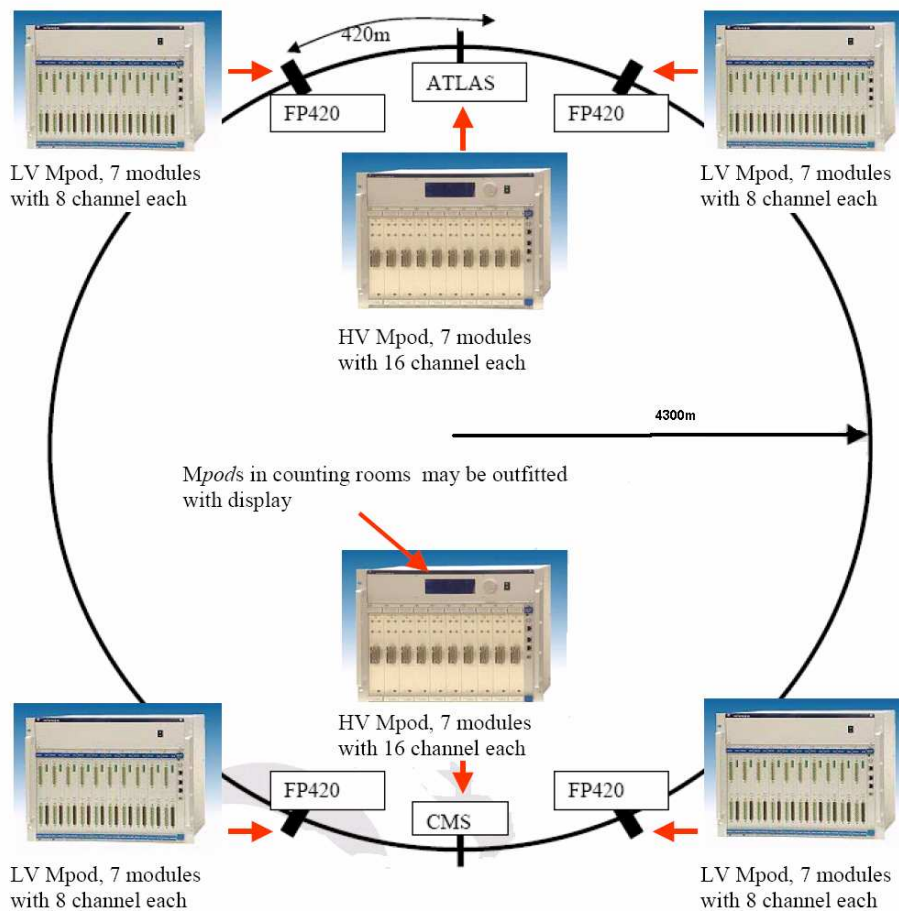 420m
ATLAS
FP420
FP420
LV Mpod, 7 modules
with 8 channel each
LV Mpod, 7 modules
with 8 channel each
HV Mpod, 7 modules
with 16 channel each
4300m
Mpods in counting rooms may be outfitted
with display
HV Mpod, 7 modules
with 16 channel each
FP420
FP420
CMS
LV Mpod, 7 modules
with 8 channel each
LV Mpod, 7 modules
with 8 channel each